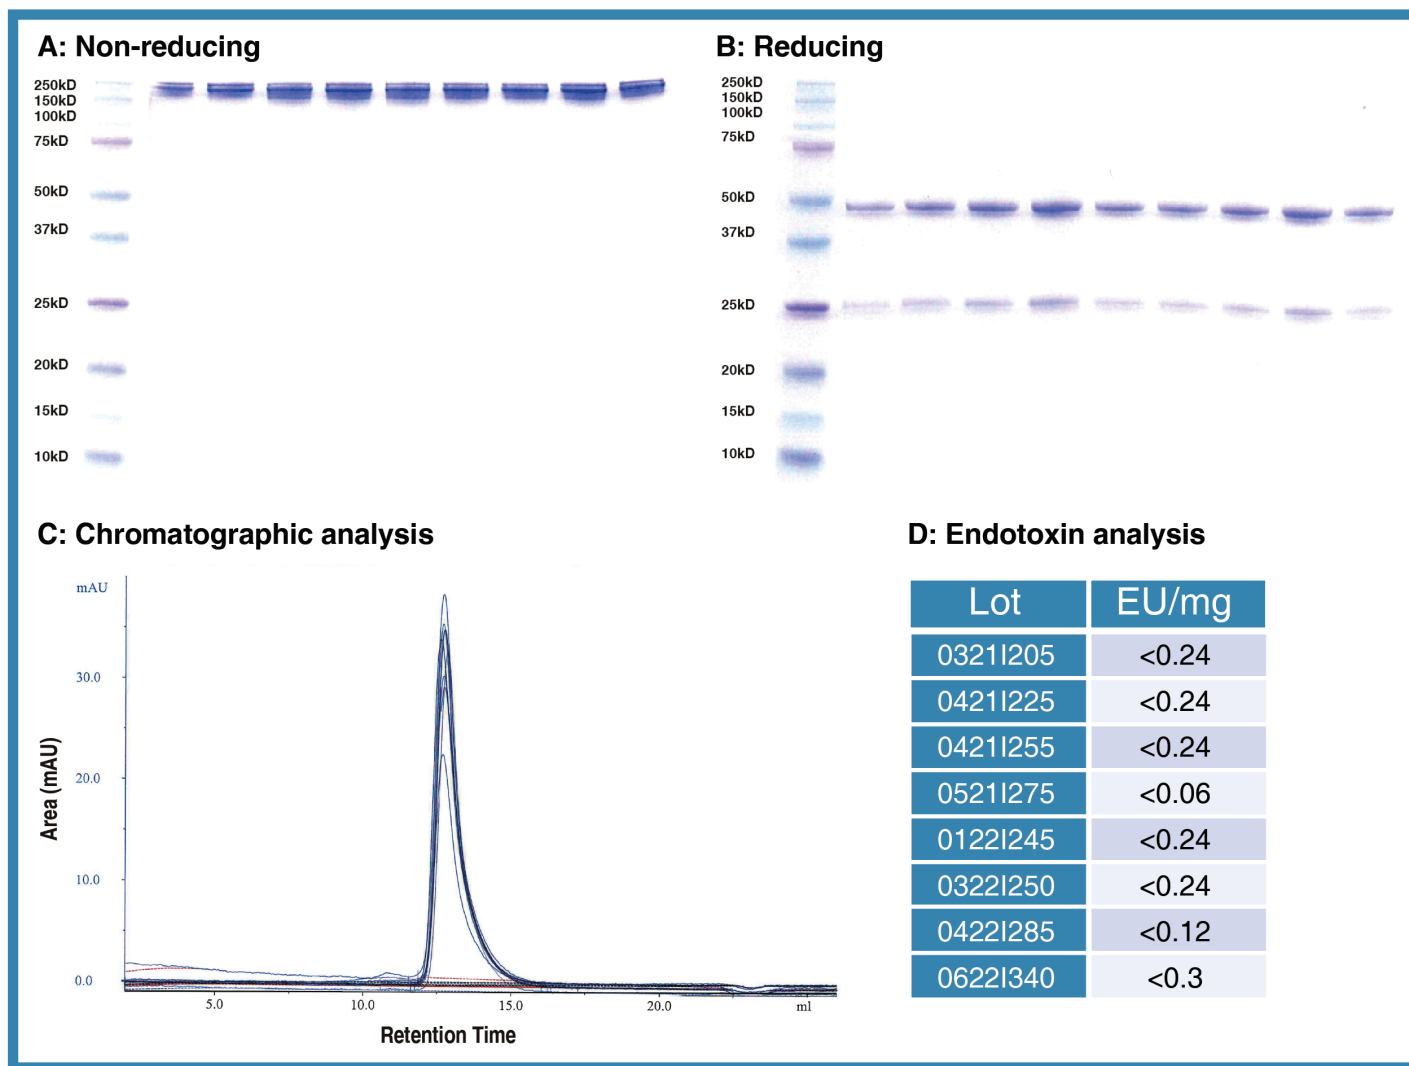 A: Non-reducing
250kD
150kD
100kD
75kD
50kD
37kD
25kD
20kD
15kD
10kD
B: Reducing
250kD
150kD
100kD
75kD
50kD
37kD
25kD
20kD
15kD
10kD
C: Chromatographic analysis
mAU
30.0
20.0
10.0
0.0
Area (mAU)
5.0 10.0 15.0 20.0 ml
Retention Time
D: Endotoxin analysis
Lot EU/mg
0321I205 <0.24
0421I225 <0.24
0421I255 <0.24
0521I275 <0.06
0122I245 <0.24
0322I250 <0.24
0422I285 <0.12
0622I340 <0.3